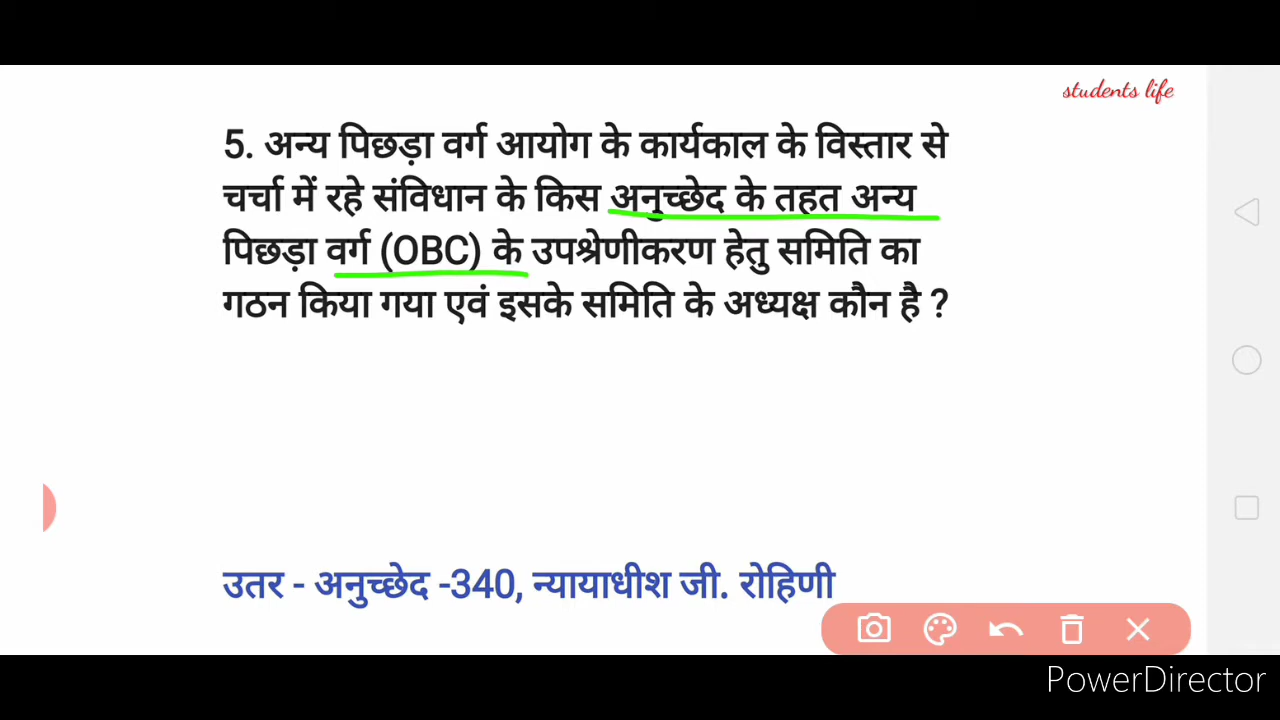 students life
5. अन्य पिछड़ा वर्ग आयोग के कार्यकाल के विस्तार से
चर्चा में रहे संविधान के किस अनुच्छेद के तहत अन्य
पिछड़ा वर्ग (OBC) के उपश्रेणीकरण हेतु समिति का
गठन किया गया एवं इसके समिति के अध्यक्ष कौन है ?
उतर - अनुच्छेद -340, न्यायाधीश जी. रोहिणी
PowerDirector